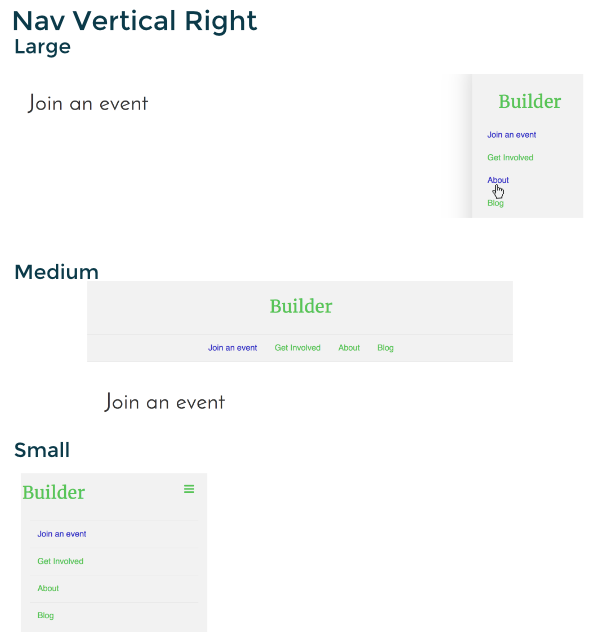 Nav Vertical Right
Large
Join an event
Builder
Join an event
Get Involved
About
Blog
Medium
Builder
Join an event Get Involved About Blog
Join an event
Small
Builder
Join an event
Get Involved
About
Blog